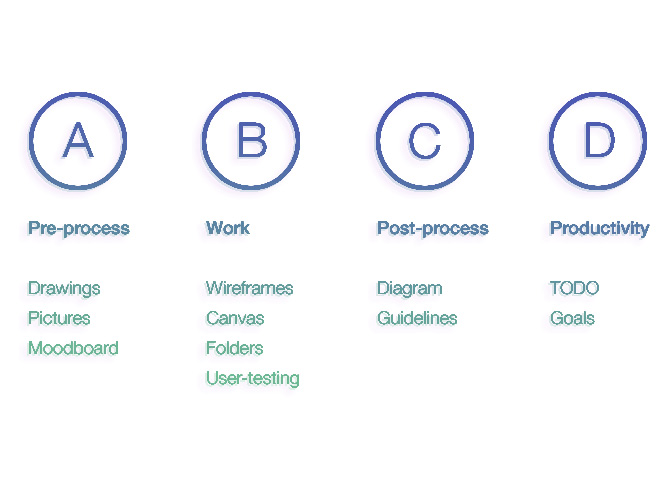 A
B
C
D
Pre-process
Work
Post-process
Productivity
Drawings
Pictures
Moodboard
Wireframes
Canvas
Folders
User-testing
Diagram
Guidelines
TODO
Goals